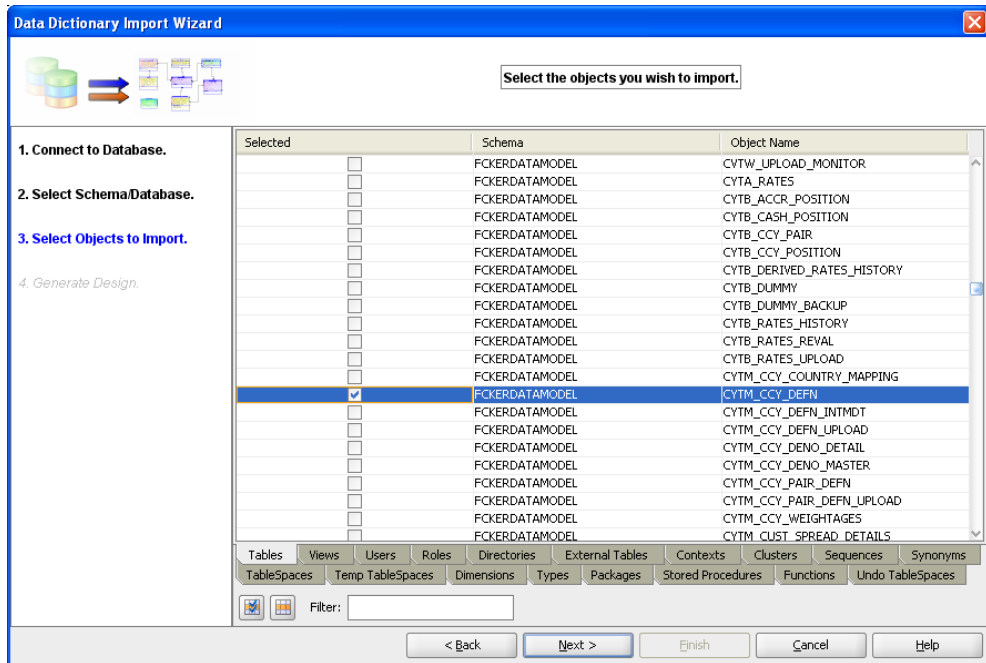 Data Dictionary Import Wizard
Select the objects you wish to import.
1. Connect to Database.
2. Select Schema/Database.
3. Select Objects to Import.
4. Generate Design.
Selected Schema Object Name
FCKERDATAMODEL CVTW_UPLOAD_MONITOR
FCKERDATAMODEL CYTA_RATES
FCKERDATAMODEL CYTB_ACCR_POSITION
FCKERDATAMODEL CYTB_CASH_POSITION
FCKERDATAMODEL CYTB_CCY_PAIR
FCKERDATAMODEL CYTB_CCY_POSITION
FCKERDATAMODEL CYTB_DERIVED_RATES_HISTORY
FCKERDATAMODEL CYTB_DUMMY
FCKERDATAMODEL CYTB_DUMMY_BACKUP
FCKERDATAMODEL CYTB_RATES_HISTORY
FCKERDATAMODEL CYTB_RATES_REVAL
FCKERDATAMODEL CYTB_RATES_UPLOAD
FCKERDATAMODEL CYTM_CCY_COUNTRY_MAPPING
FCKERDATAMODEL CYTM_CCY_DEFN
FCKERDATAMODEL CYTM_CCY_DEFN_INTMDT
FCKERDATAMODEL CYTM_CCY_DEFN_UPLOAD
FCKERDATAMODEL CYTM_CCY_DENO_DETAIL
FCKERDATAMODEL CYTM_CCY_DENO_MASTER
FCKERDATAMODEL CYTM_CCY_PAIR_DEFN
FCKERDATAMODEL CYTM_CCY_PAIR_DEFN_UPLOAD
FCKERDATAMODEL CYTM_CCY_WEIGHTAGES
FCKERDATAMODEL CYTM_CUST_SPREAD_DETAILS
Tables Views Users Roles Directories External Tables Contexts Clusters Sequences Synonyms
TableSpaces Temp TableSpaces Dimensions Types Packages Stored Procedures Functions Undo TableSpaces
Filter:
< Back Next > Finish Cancel Help